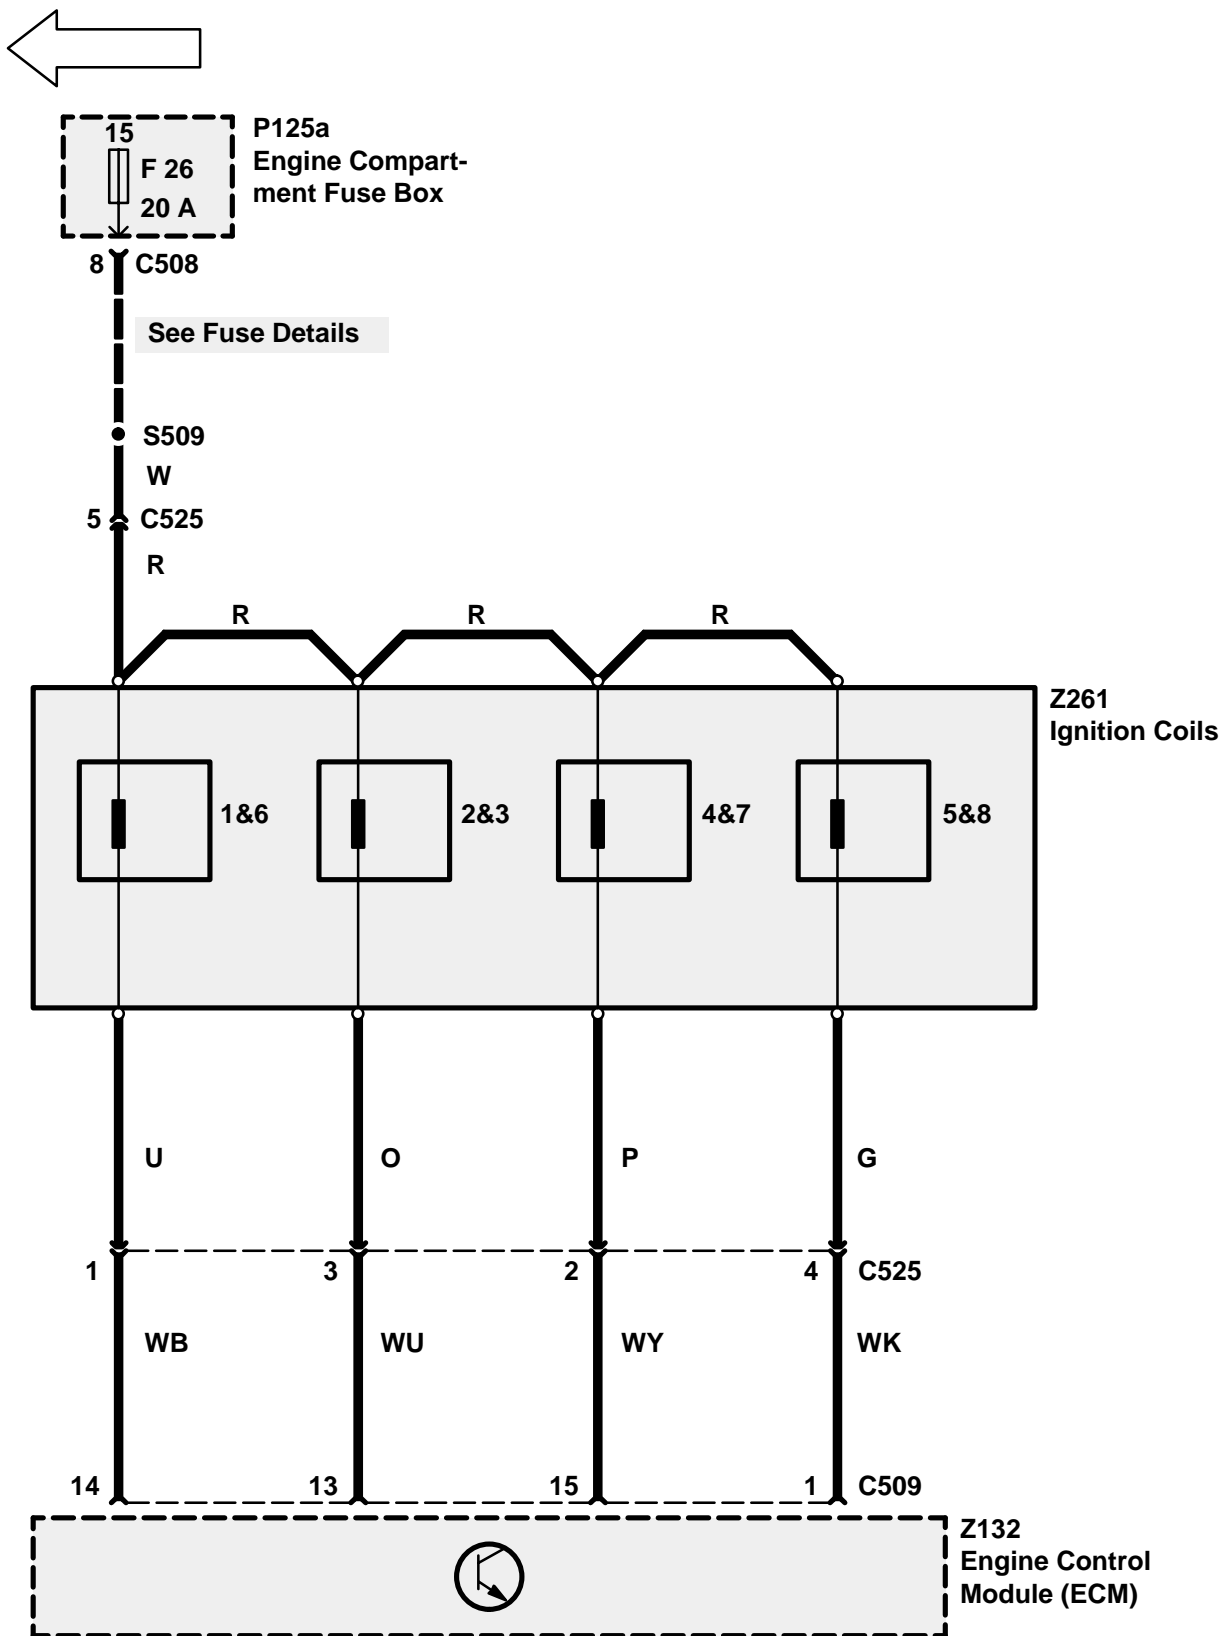 15
F 26
20 A
P125a
Engine Compart-
ment Fuse Box
8 C508
See Fuse Details
S509
W
5 C525
R
R R R
Z261
Ignition Coils
1&6 2&3 4&7 5&8
U O P G
1 3 2 4 C525
WB WU WY WK
14 13 15 1 C509
Z132
Engine Control
Module (ECM)